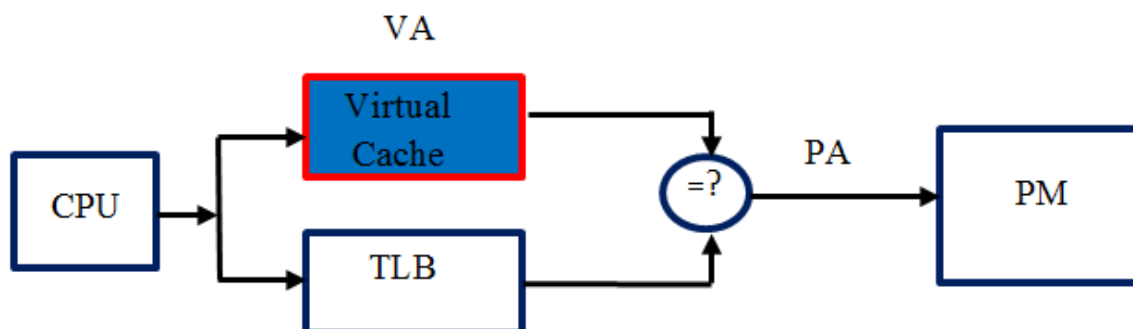 VA
Virtual
Cache
CPU
=?
PA
PM
TLB